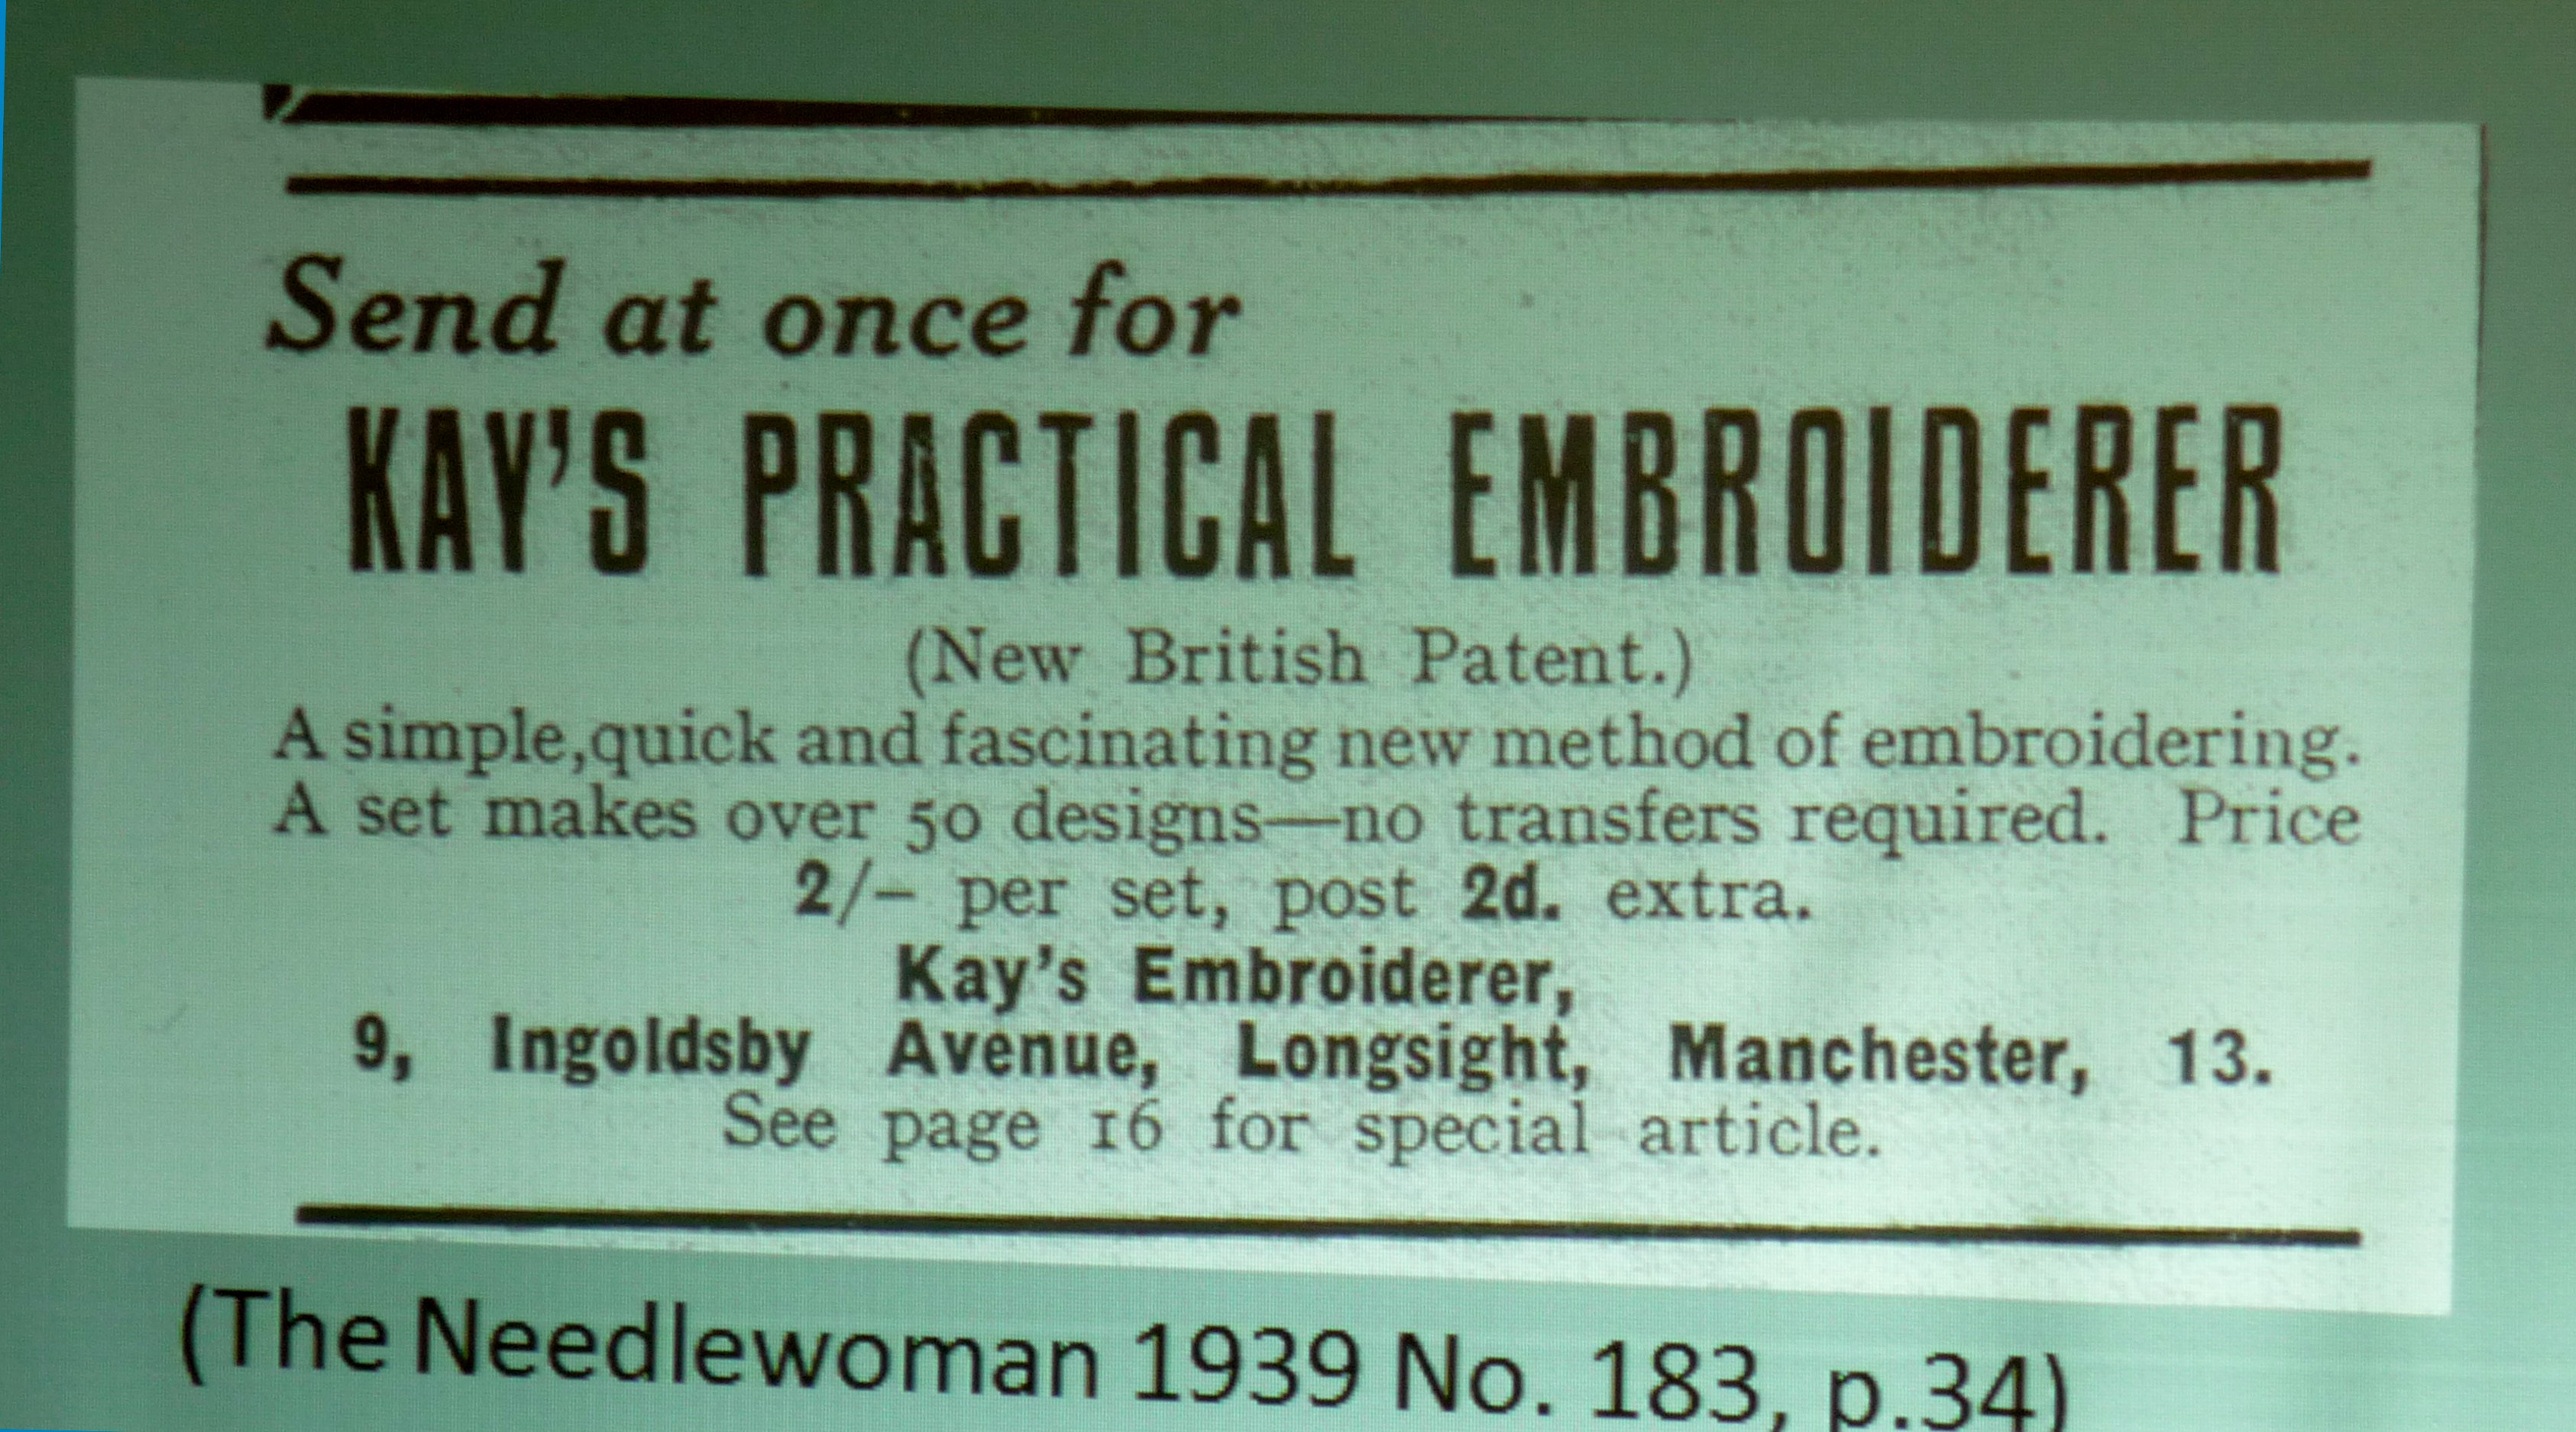 Send at once for
KAY'S PRACTICAL EMBROIDERER
(New British Patent.)
A simple,quick and fascinating new method of embroidering.
A set makes over 50 designs—no transfers required. Price
2/– per set, post 2d. extra.
Kay's Embroiderer,
9, Ingoldsby Avenue, Longsight, Manchester, 13.
See page 16 for special article.
(The Needlewoman 1939 No. 183, p.34)